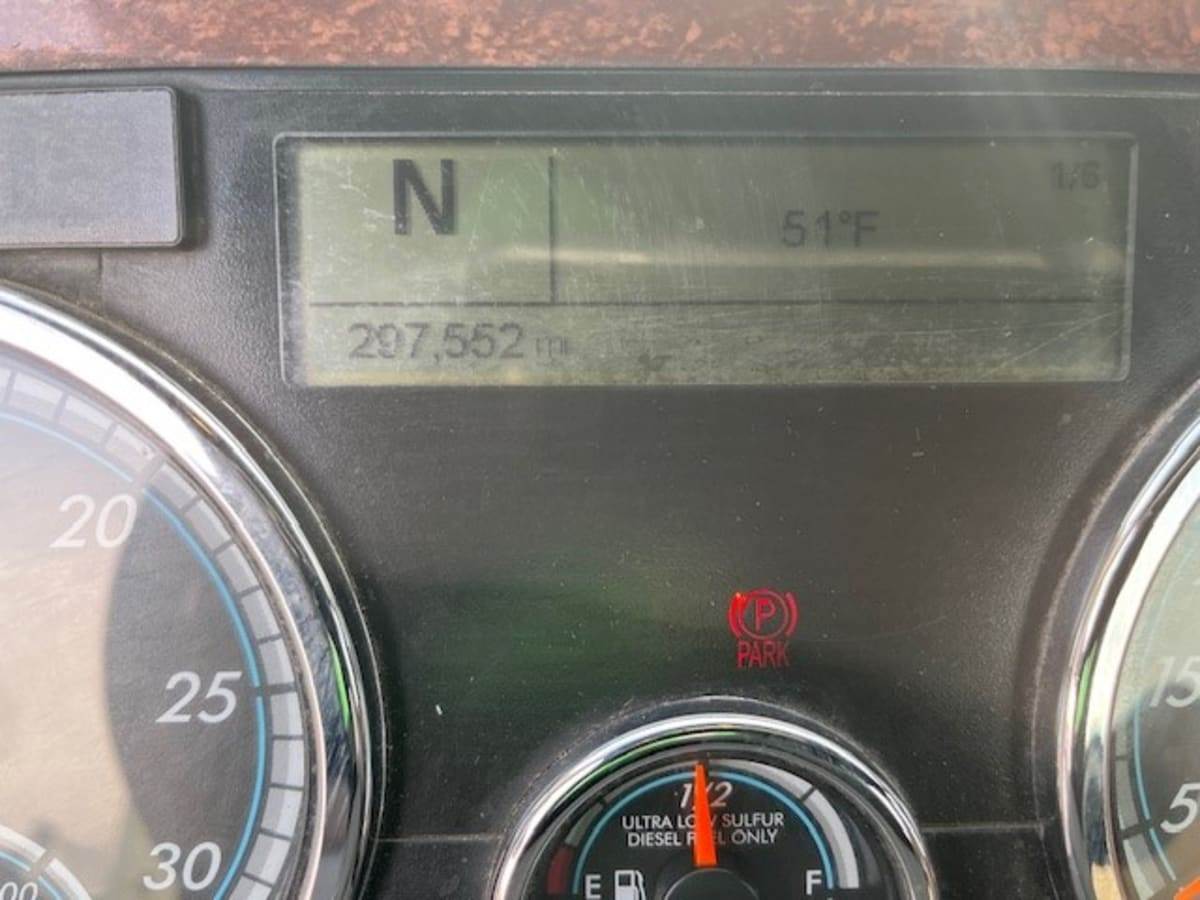 N
1/6
51°F
297,552 mi
20
25
30
00
PARK
P
1/2
ULTRA LOW SULFUR
DIESEL FUEL ONLY
E
F
15
5